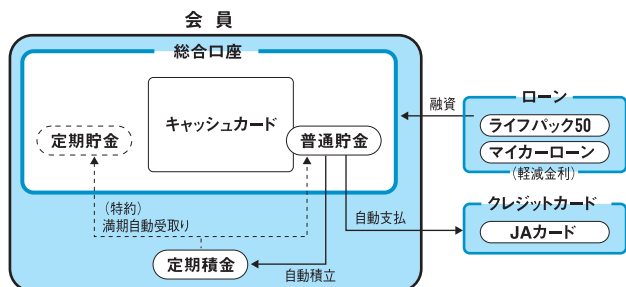 会員
総合口座
キャッシュカード
定期貯金
普通貯金
(特約)
満期自動受取り
定期積金
自動積立
融資
自動支払
ローン
ライフパック50
マイカーローン
(軽減金利)
クレジットカード
JAカード